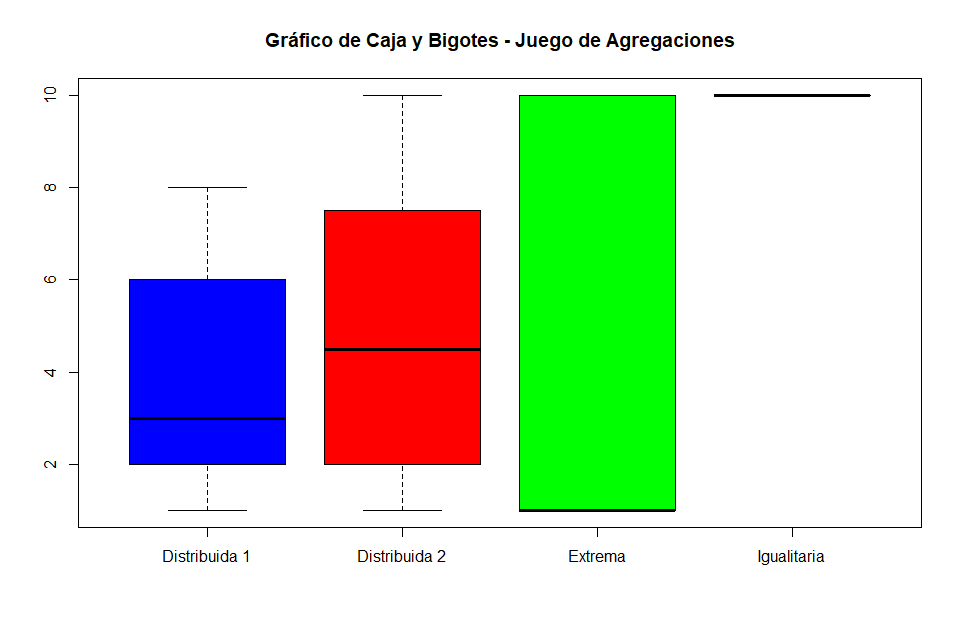 Gráfico de Caja y Bigotes - Juego de Agregaciones
10
8
6
4
2
Distribuida 1
Distribuida 2
Extrema
Igualitaria